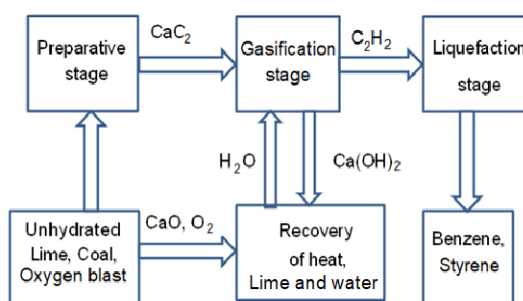 Preparative
stage
CaC₂
Gasification
stage
C₂H₂
Liquefaction
stage
H₂O
Ca(OH)₂
Unhydrated
Lime, Coal,
Oxygen blast
CaO, O₂
Recovery
of heat,
Lime and water
Benzene,
Styrene